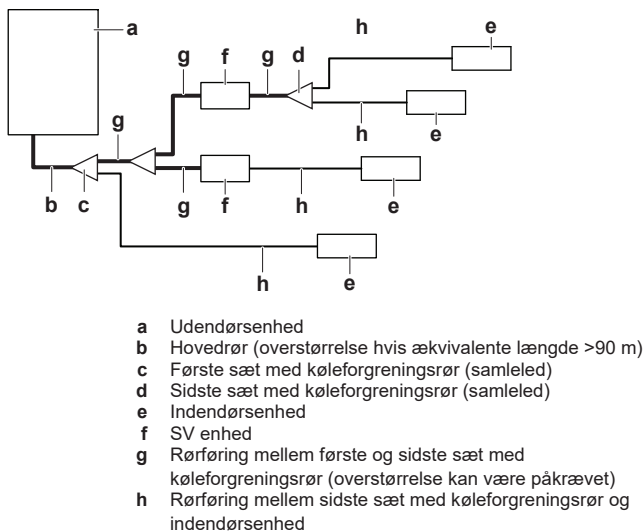 a
h
e
g
f
g
d
g
h
e
b
c
g
f
h
e
h
e
a Udendørsenhed
b Hovedrør (overstørrelse hvis ækvivalente længde >90 m)
c Første sæt med køleforgreningsrør (samleled)
d Sidste sæt med køleforgreningsrør (samleled)
e Indendørsenhed
f SV enhed
g Rørføring mellem første og sidste sæt med
køleforgreningsrør (overstørrelse kan være påkrævet)
h Rørføring mellem sidste sæt med køleforgreningsrør og
indendørsenhed